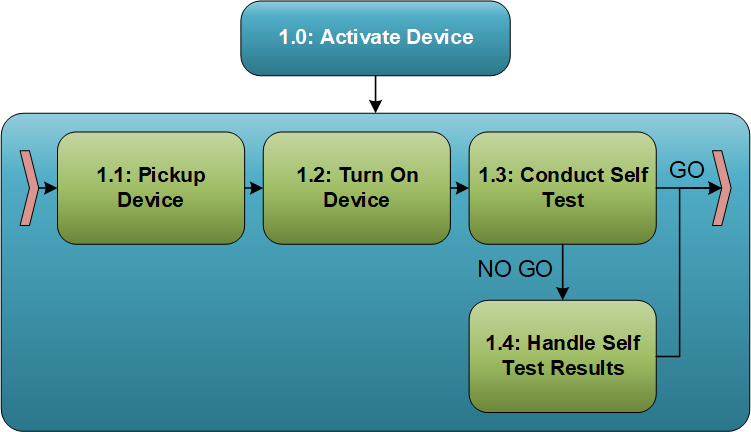 1.0: Activate Device
1.1: Pickup
Device
1.2: Turn On
Device
1.3: Conduct Self
Test
GO
NO GO
1.4: Handle Self
Test Results